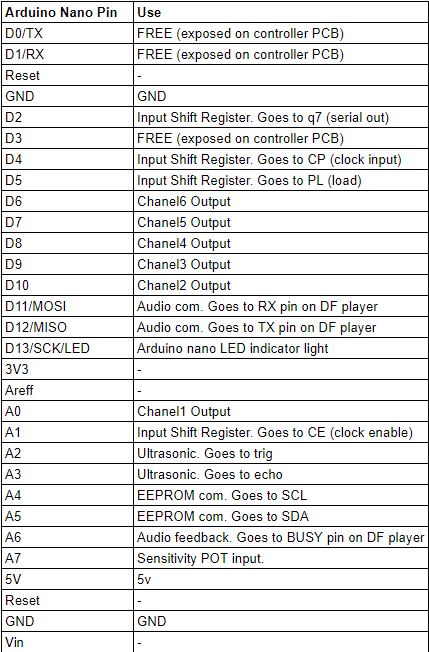 Arduino Nano Pin Use
D0/TX FREE (exposed on controller PCB)
D1/RX FREE (exposed on controller PCB)
Reset -
GND GND
D2 Input Shift Register. Goes to q7 (serial out)
D3 FREE (exposed on controller PCB)
D4 Input Shift Register. Goes to CP (clock input)
D5 Input Shift Register. Goes to PL (load)
D6 Chanel6 Output
D7 Chanel5 Output
D8 Chanel4 Output
D9 Chanel3 Output
D10 Chanel2 Output
D11/MOSI Audio com. Goes to RX pin on DF player
D12/MISO Audio com. Goes to TX pin on DF player
D13/SCK/LED Arduino nano LED indicator light
3V3 -
Areff -
A0 Chanel1 Output
A1 Input Shift Register. Goes to CE (clock enable)
A2 Ultrasonic. Goes to trig
A3 Ultrasonic. Goes to echo
A4 EEPROM com. Goes to SCL
A5 EEPROM com. Goes to SDA
A6 Audio feedback. Goes to BUSY pin on DF player
A7 Sensitivity POT input.
5V 5v
Reset -
GND GND
Vin -